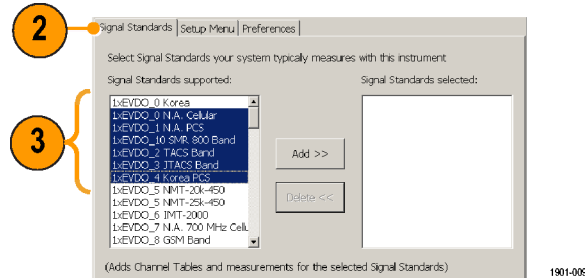 2
Signal Standards Setup Menu Preferences
Select Signal Standards your system typically measures with this instrument
Signal Standards supported:
Signal Standards selected:
3
1xEVDO_0 Korea
1xEVDO_0 N.A. Cellular
1xEVDO_1 N.A. PCS
1xEVDO_10 SMR 800 Band
1xEVDO_2 TACS Band
1xEVDO_3 JTACS Band
1xEVDO_4 Korea PCS
1xEVDO_5 NMT-20k-450
1xEVDO_5 NMT-25k-450
1xEVDO_6 IMT-2000
1xEVDO_7 N.A. 700 MHz Cellu
1xEVDO_8 GSM Band
Add >>
Delete <<
(Adds Channel Tables and measurements for the selected Signal Standards)